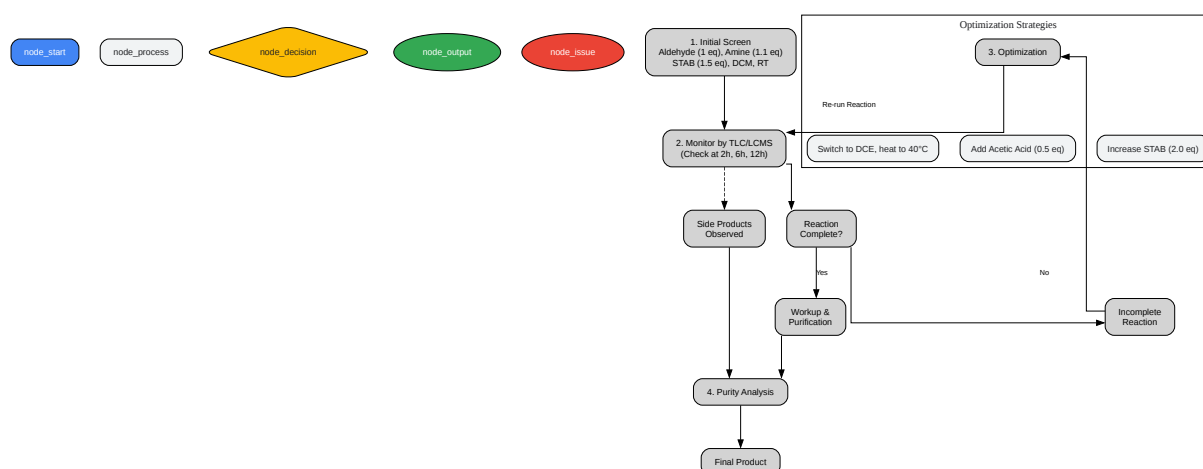 node_start
node_process
node_decision
node_output
node_issue
1. Initial Screen
Aldehyde (1 eq), Amine (1.1 eq)
STAB (1.5 eq), DCM, RT
Optimization Strategies
3. Optimization
Re-run Reaction
2. Monitor by TLC/LCMS
(Check at 2h, 6h, 12h)
Switch to DCE, heat to 40°C
Add Acetic Acid (0.5 eq)
Increase STAB (2.0 eq)
Side Products
Observed
Reaction
Complete?
Yes
No
Workup &
Purification
Incomplete
Reaction
4. Purity Analysis
Final Product